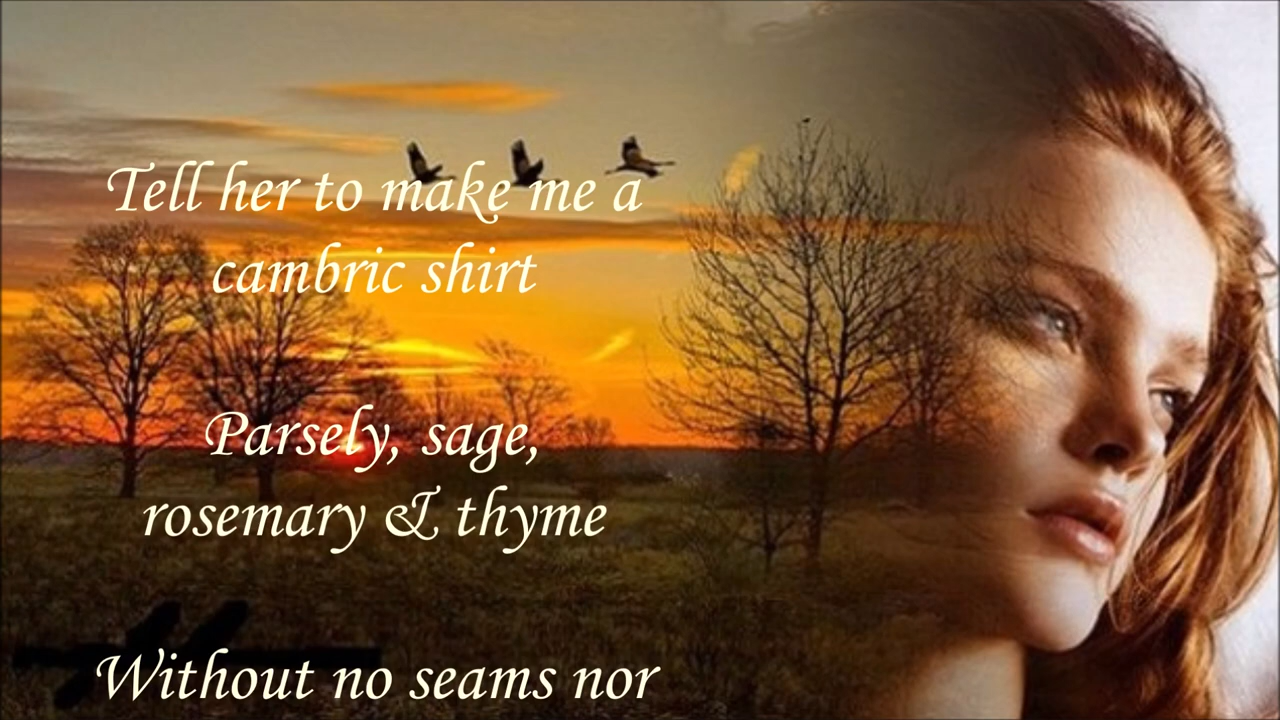 Tell her to make me a
cambric shirt
Parsely, sage,
rosemary & thyme
Without no seams nor